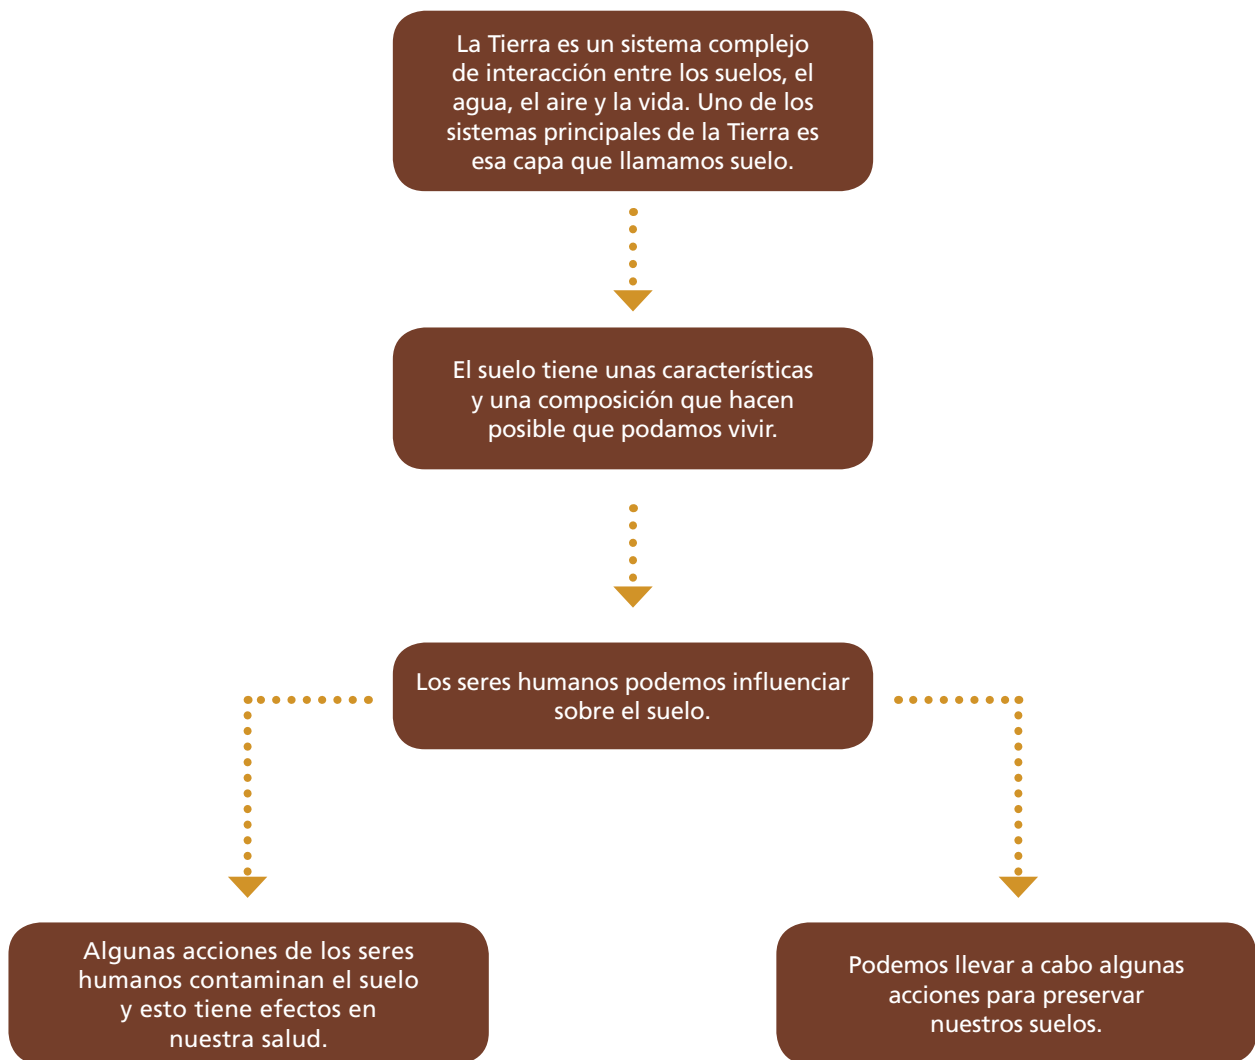 La Tierra es un sistema complejo
de interacción entre los suelos, el
agua, el aire y la vida. Uno de los
sistemas principales de la Tierra es
esa capa que llamamos suelo.
El suelo tiene unas características
y una composición que hacen
posible que podamos vivir.
Los seres humanos podemos influenciar
sobre el suelo.
Algunas acciones de los seres
humanos contaminan el suelo
y esto tiene efectos en
nuestra salud.
Podemos llevar a cabo algunas
acciones para preservar
nuestros suelos.